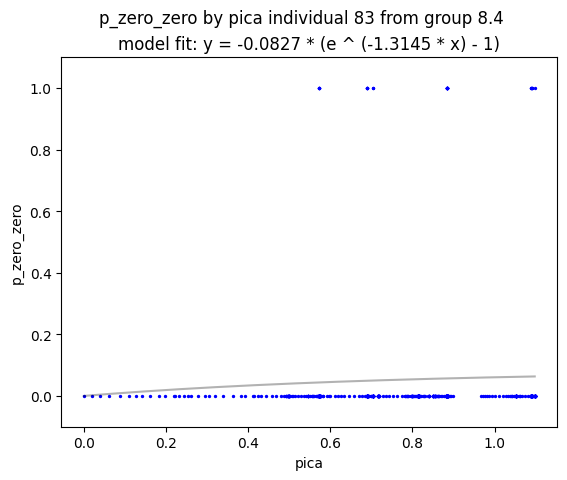 p_zero_zero by pica individual 83 from group 8.4
model fit: y = -0.0827 * (e ^ (-1.3145 * x) - 1)
1.0
0.8
0.6
0.4
0.2
0.0
p_zero_zero
0.0 0.2 0.4 0.6 0.8 1.0
pica